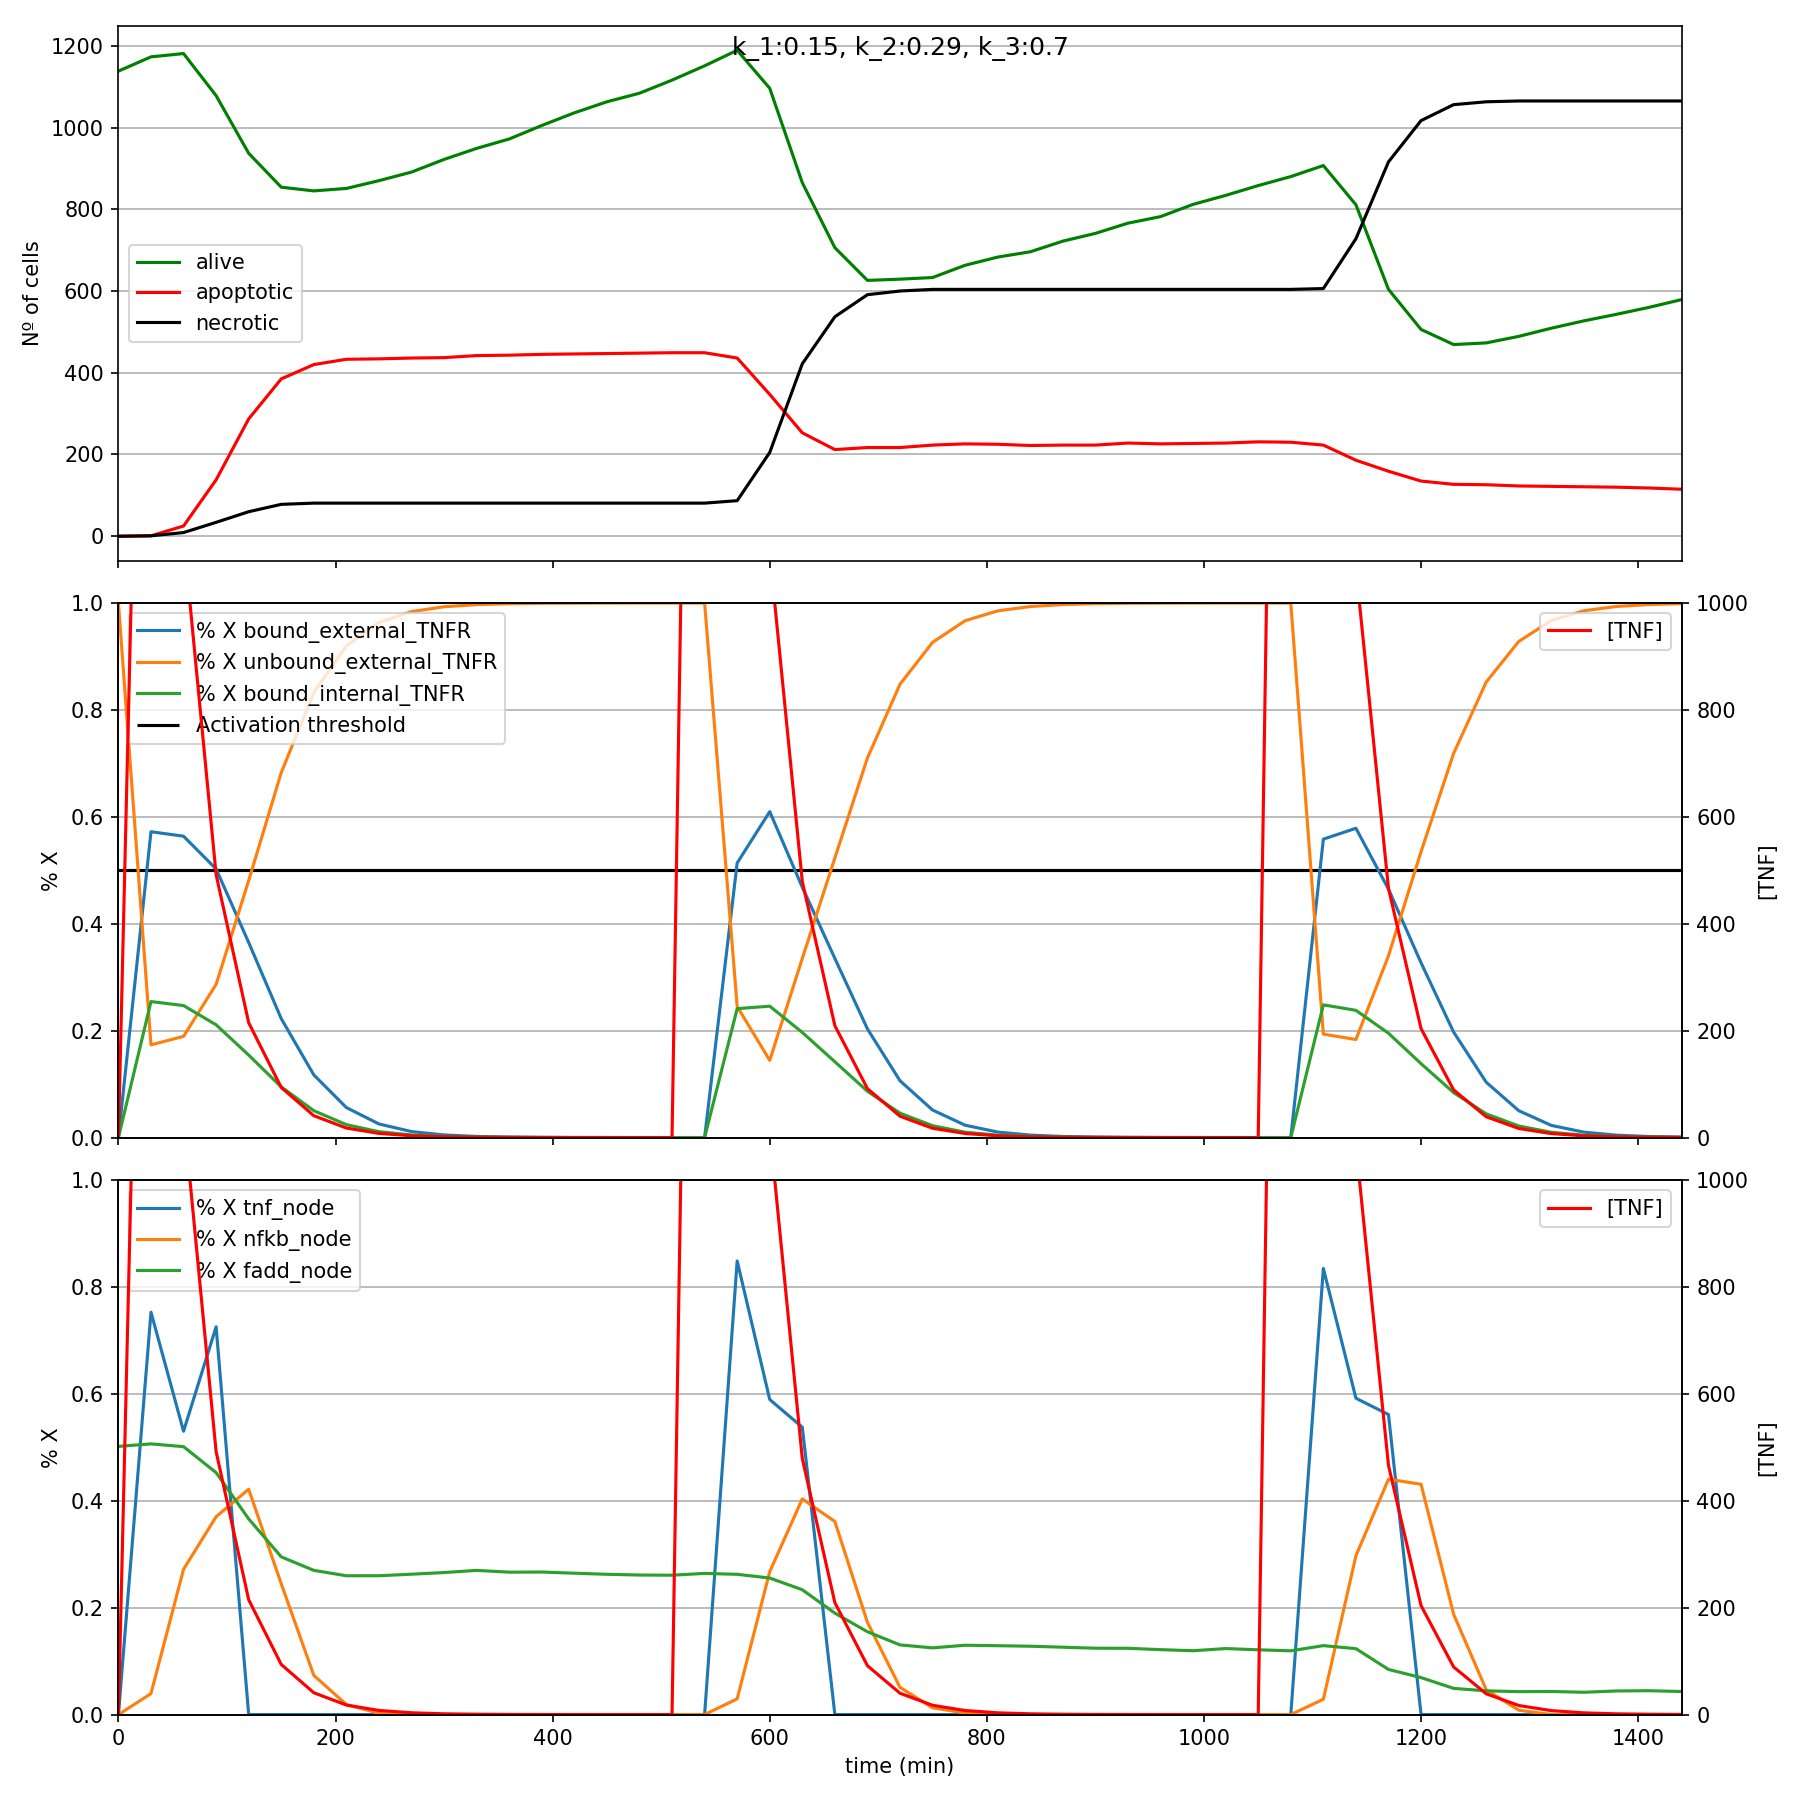 k_1:0.15, k_2:0.29, k_3:0.7
1200
1000
800
600
400
200
0
Nº of cells
alive
apoptotic
necrotic
1.0
0.8
0.6
0.4
0.2
0.0
% X
% X bound_external_TNFR
% X unbound_external_TNFR
% X bound_internal_TNFR
Activation threshold
[TNF]
1000
800
600
400
200
0
[TNF]
1.0
0.8
0.6
0.4
0.2
0.0
% X
% X tnf_node
% X nfkb_node
% X fadd_node
[TNF]
1000
800
600
400
200
0
[TNF]
0 200 400 600 800 1000 1200 1400
time (min)